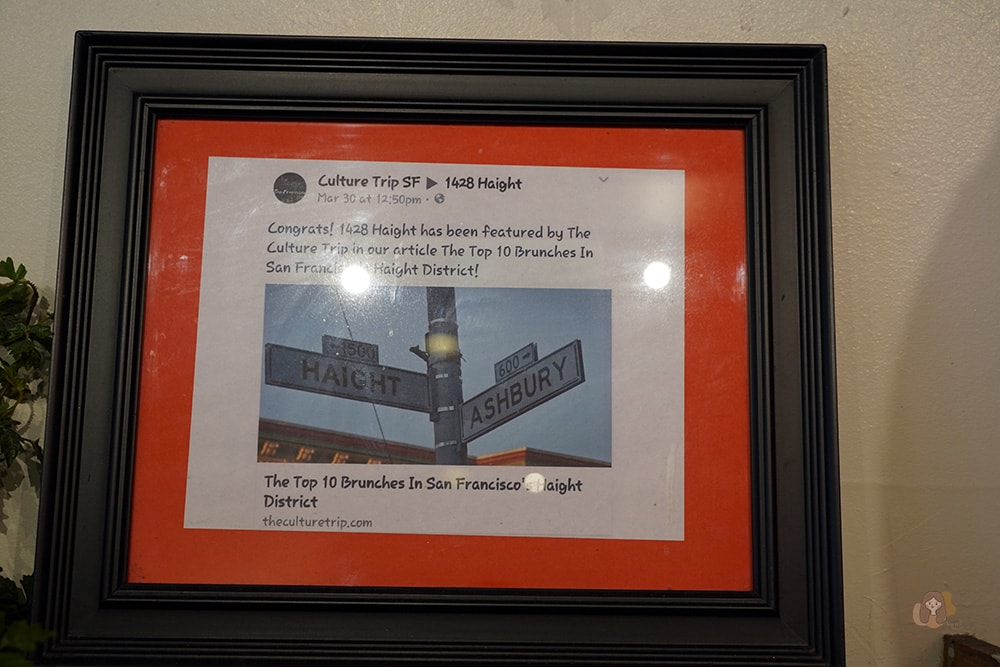 Culture Trip SF ▶ 1428 Haight
Mar 30 at 12:50pm ·
Congrats! 1428 Haight has been featured by The
Culture Trip in our article The Top 10 Brunches In
San Francisco's Haight District!
1500
HAIGHT
600 →
ASHBURY
The Top 10 Brunches In San Francisco's Haight
District
theculturetrip.com